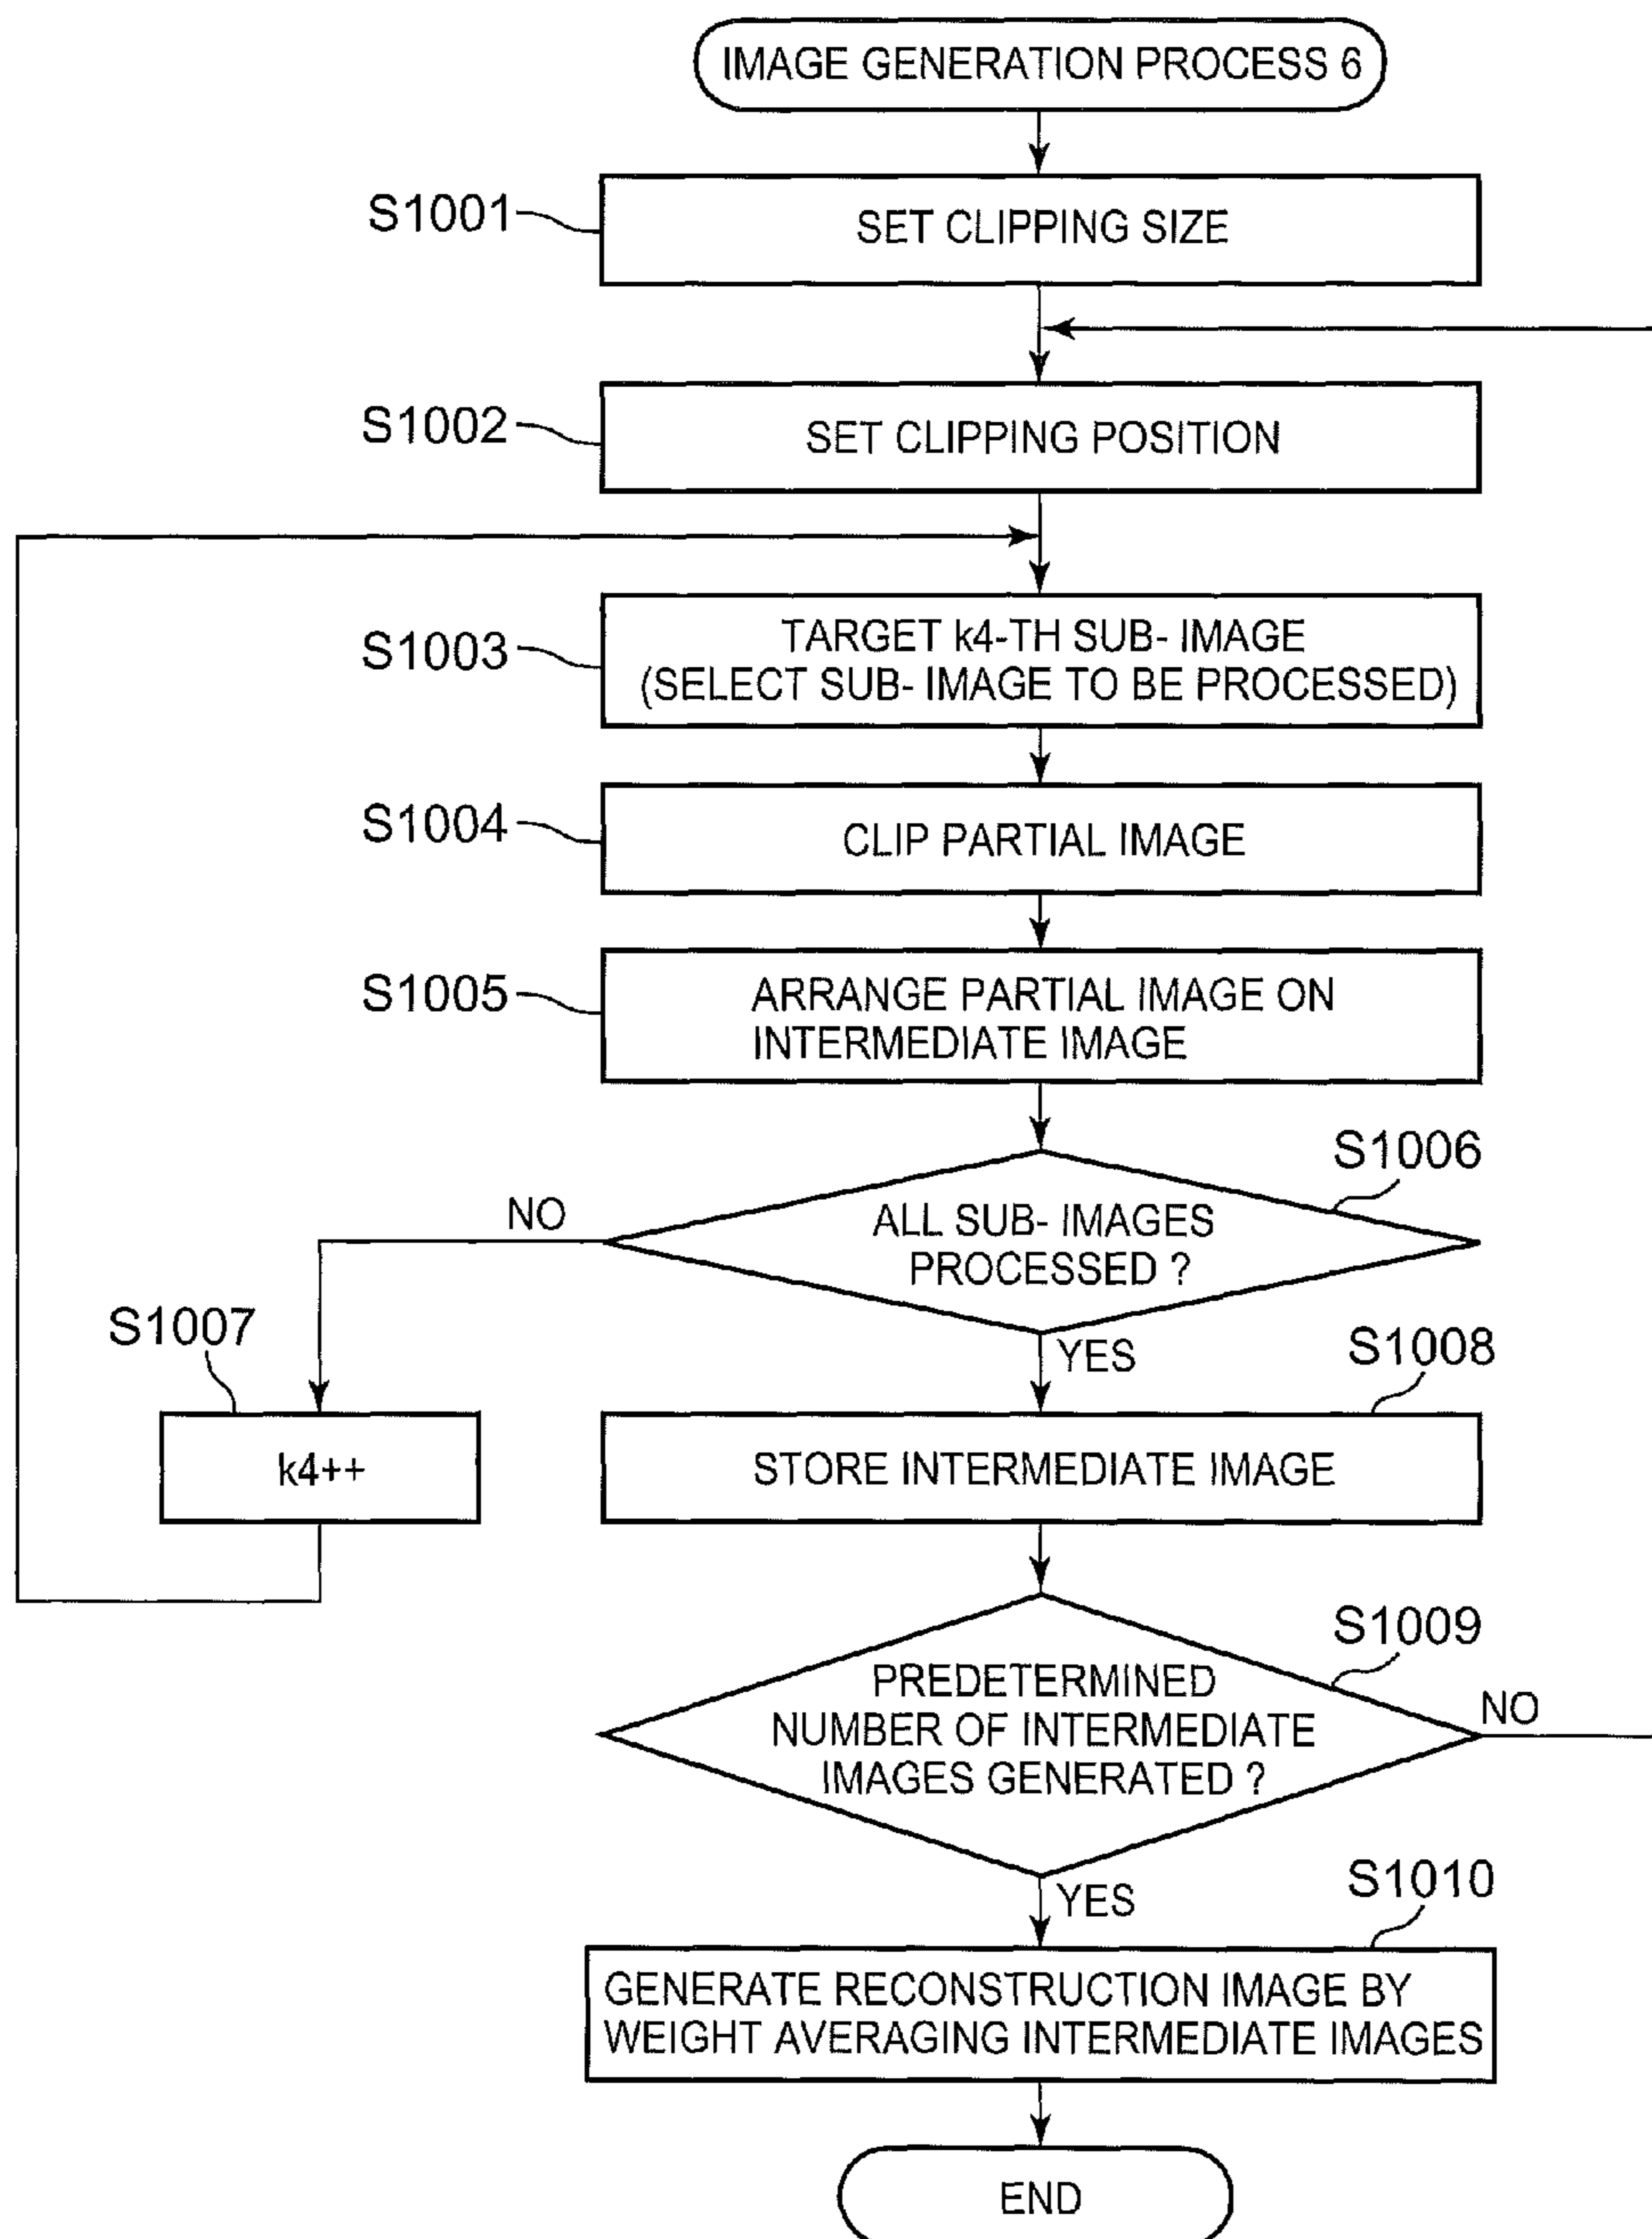 IMAGE GENERATION PROCESS 6
S1001
SET CLIPPING SIZE
S1002
SET CLIPPING POSITION
S1003
TARGET k4-TH SUB- IMAGE
(SELECT SUB- IMAGE TO BE PROCESSED)
S1004
CLIP PARTIAL IMAGE
S1005
ARRANGE PARTIAL IMAGE ON
INTERMEDIATE IMAGE
S1006
NO
ALL SUB- IMAGES
PROCESSED ?
S1007
YES
S1008
k4++
STORE INTERMEDIATE IMAGE
S1009
PREDETERMINED
NUMBER OF INTERMEDIATE
IMAGES GENERATED ?
NO
YES
S1010
GENERATE RECONSTRUCTION IMAGE BY
WEIGHT AVERAGING INTERMEDIATE IMAGES
END